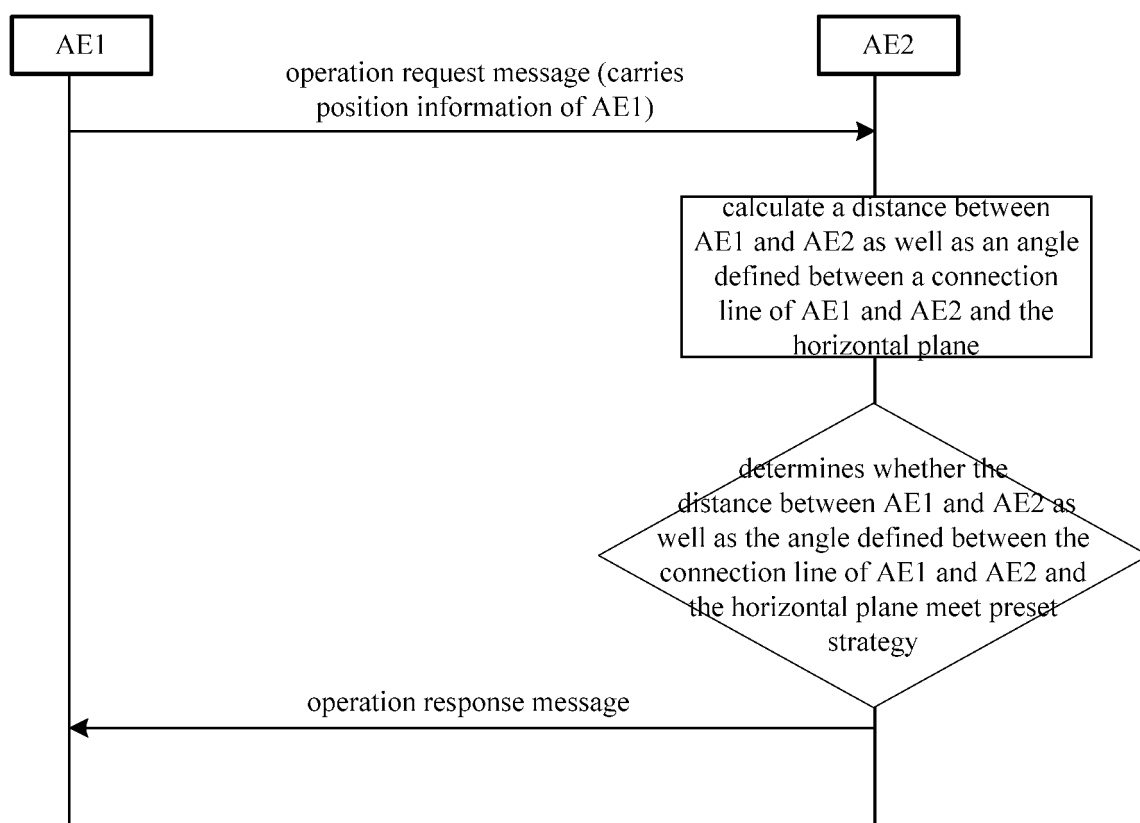 AE1
AE2
operation request message (carries
position information of AE1)
calculate a distance between
AE1 and AE2 as well as an angle
defined between a connection
line of AE1 and AE2 and the
horizontal plane
determines whether the
distance between AE1 and AE2 as
well as the angle defined between the
connection line of AE1 and AE2 and
the horizontal plane meet preset
strategy
operation response message